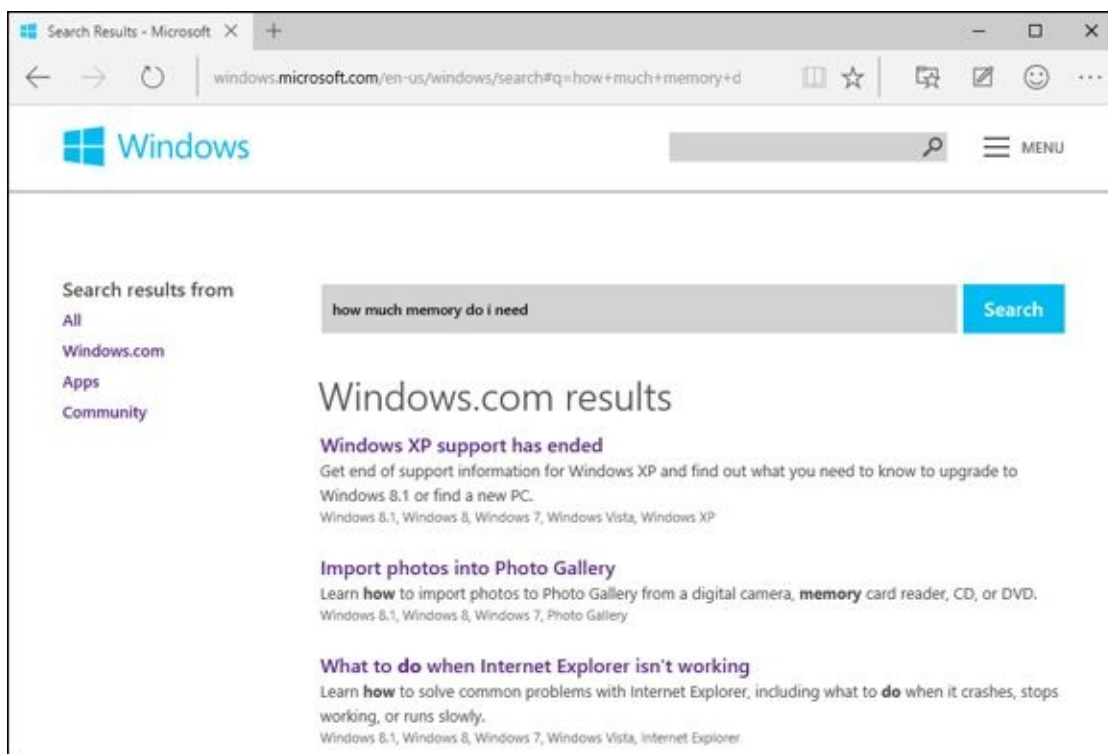 Search Results - Microsoft
windows.microsoft.com/en-us/windows/search#q=how+much+memory+d
Windows
MENU
Search results from
All
Windows.com
Apps
Community
how much memory do i need
Search
Windows.com results
Windows XP support has ended
Get end of support information for Windows XP and find out what you need to know to upgrade to
Windows 8.1 or find a new PC.
Windows 8.1, Windows 8, Windows 7, Windows Vista, Windows XP
Import photos into Photo Gallery
Learn how to import photos to Photo Gallery from a digital camera, memory card reader, CD, or DVD.
Windows 8.1, Windows 8, Windows 7, Photo Gallery
What to do when Internet Explorer isn't working
Learn how to solve common problems with Internet Explorer, including what to do when it crashes, stops
working, or runs slowly.
Windows 8.1, Windows 8, Windows 7, Windows Vista, Internet Explorer